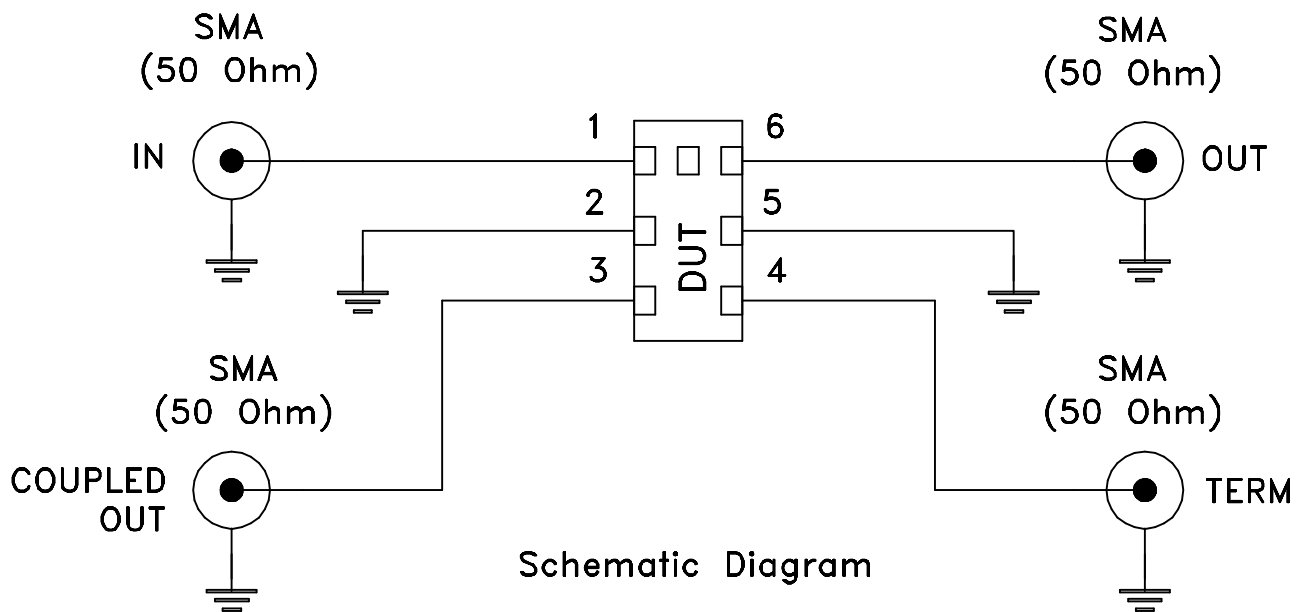 SMA
(50 Ohm)
SMA
(50 Ohm)
IN
1
6
OUT
2
5
DUT
3
4
SMA
(50 Ohm)
SMA
(50 Ohm)
COUPLED
OUT
TERM
Schematic Diagram